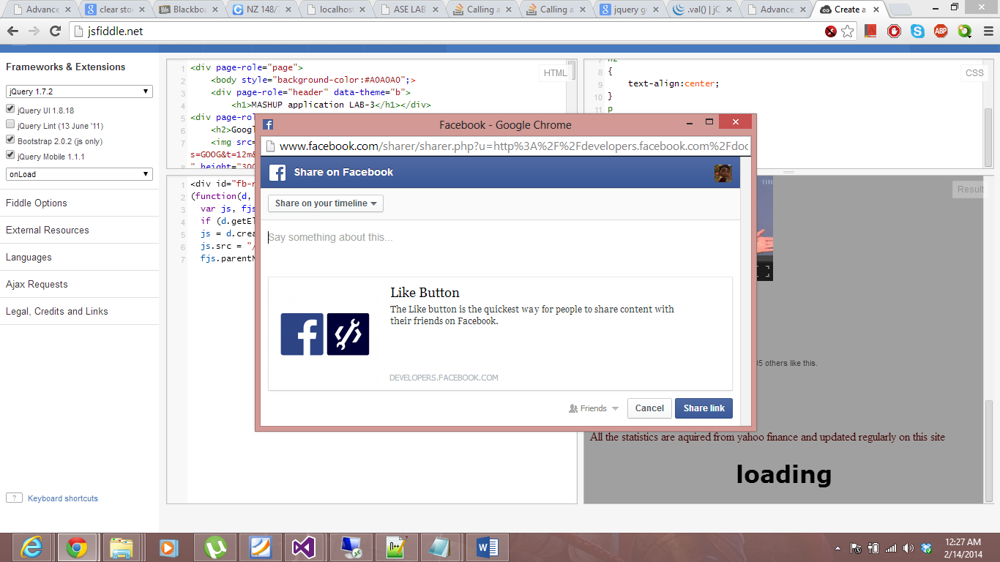 Advance
clear sto
Blackboa
NZ 148/7
localhost
ASE LAB
Calling a
Calling a
jquery ge
.val() | jC
Advance
Create a
jsfiddle.net
ABP
Frameworks & Extensions
jQuery 1.7.2
jQuery UI 1.8.18
jQuery Lint (13 June '11)
Bootstrap 2.0.2 (js only)
jQuery Mobile 1.1.1
onLoad
Fiddle Options
External Resources
Languages
Ajax Requests
Legal, Credits and Links
? Keyboard shortcuts
HTML
1 <div page-role="page">
2 <body style="background-color:#A0A0A0";>
3 <div page-role="header" data-theme="b">
4 <h1>MASHUP application LAB-3</h1></div>
5 <div page-rol
6 <h2>Googl
7 <img src=
s=GOOG&t=12m&
" height="300
CSS
8 {
9 text-align:center;
10 }
11 p
1 <div id="fb-r
2 (function(d,
3 var js, fjs
4 if (d.getEl
5 js = d.crea
6 js.src = "/
7 fjs.parentN
Facebook - Google Chrome
www.facebook.com/sharer/sharer.php?u=http%3A%2F%2Fdevelopers.facebook.com%2Fdoc
Share on Facebook
Share on your timeline
Say something about this...
Like Button
The Like button is the quickest way for people to share content with
their friends on Facebook.
DEVELOPERS.FACEBOOK.COM
Friends
Cancel
Share link
Result
THE
05 others like this.
All the statistics are aquired from yahoo finance and updated regularly on this site
loading
12:27 AM
2/14/2014